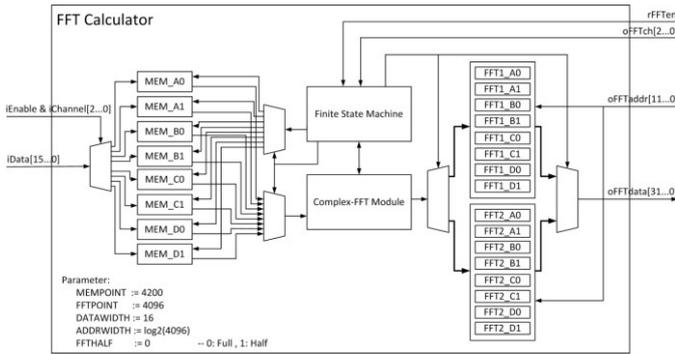 FFT Calculator
rFFTen
oFFTch[2...0]
iEnable & iChannel[2...0]
iData[15...0]
MEM_A0
MEM_A1
MEM_B0
MEM_B1
MEM_C0
MEM_C1
MEM_D0
MEM_D1
Finite State Machine
Complex-FFT Module
FFT1_A0
FFT1_A1
FFT1_B0
FFT1_B1
FFT1_C0
FFT1_C1
FFT1_D0
FFT1_D1
FFT2_A0
FFT2_A1
FFT2_B0
FFT2_B1
FFT2_C0
FFT2_C1
FFT2_D0
FFT2_D1
oFFTaddr[11...0]
oFFTdata[31...0]
Parameter:
MEMPOINT := 4200
FFTPOINT := 4096
DATAWIDTH := 16
ADDRWIDTH := log2(4096)
FFTHALF := 0 -- 0: Full , 1: Half